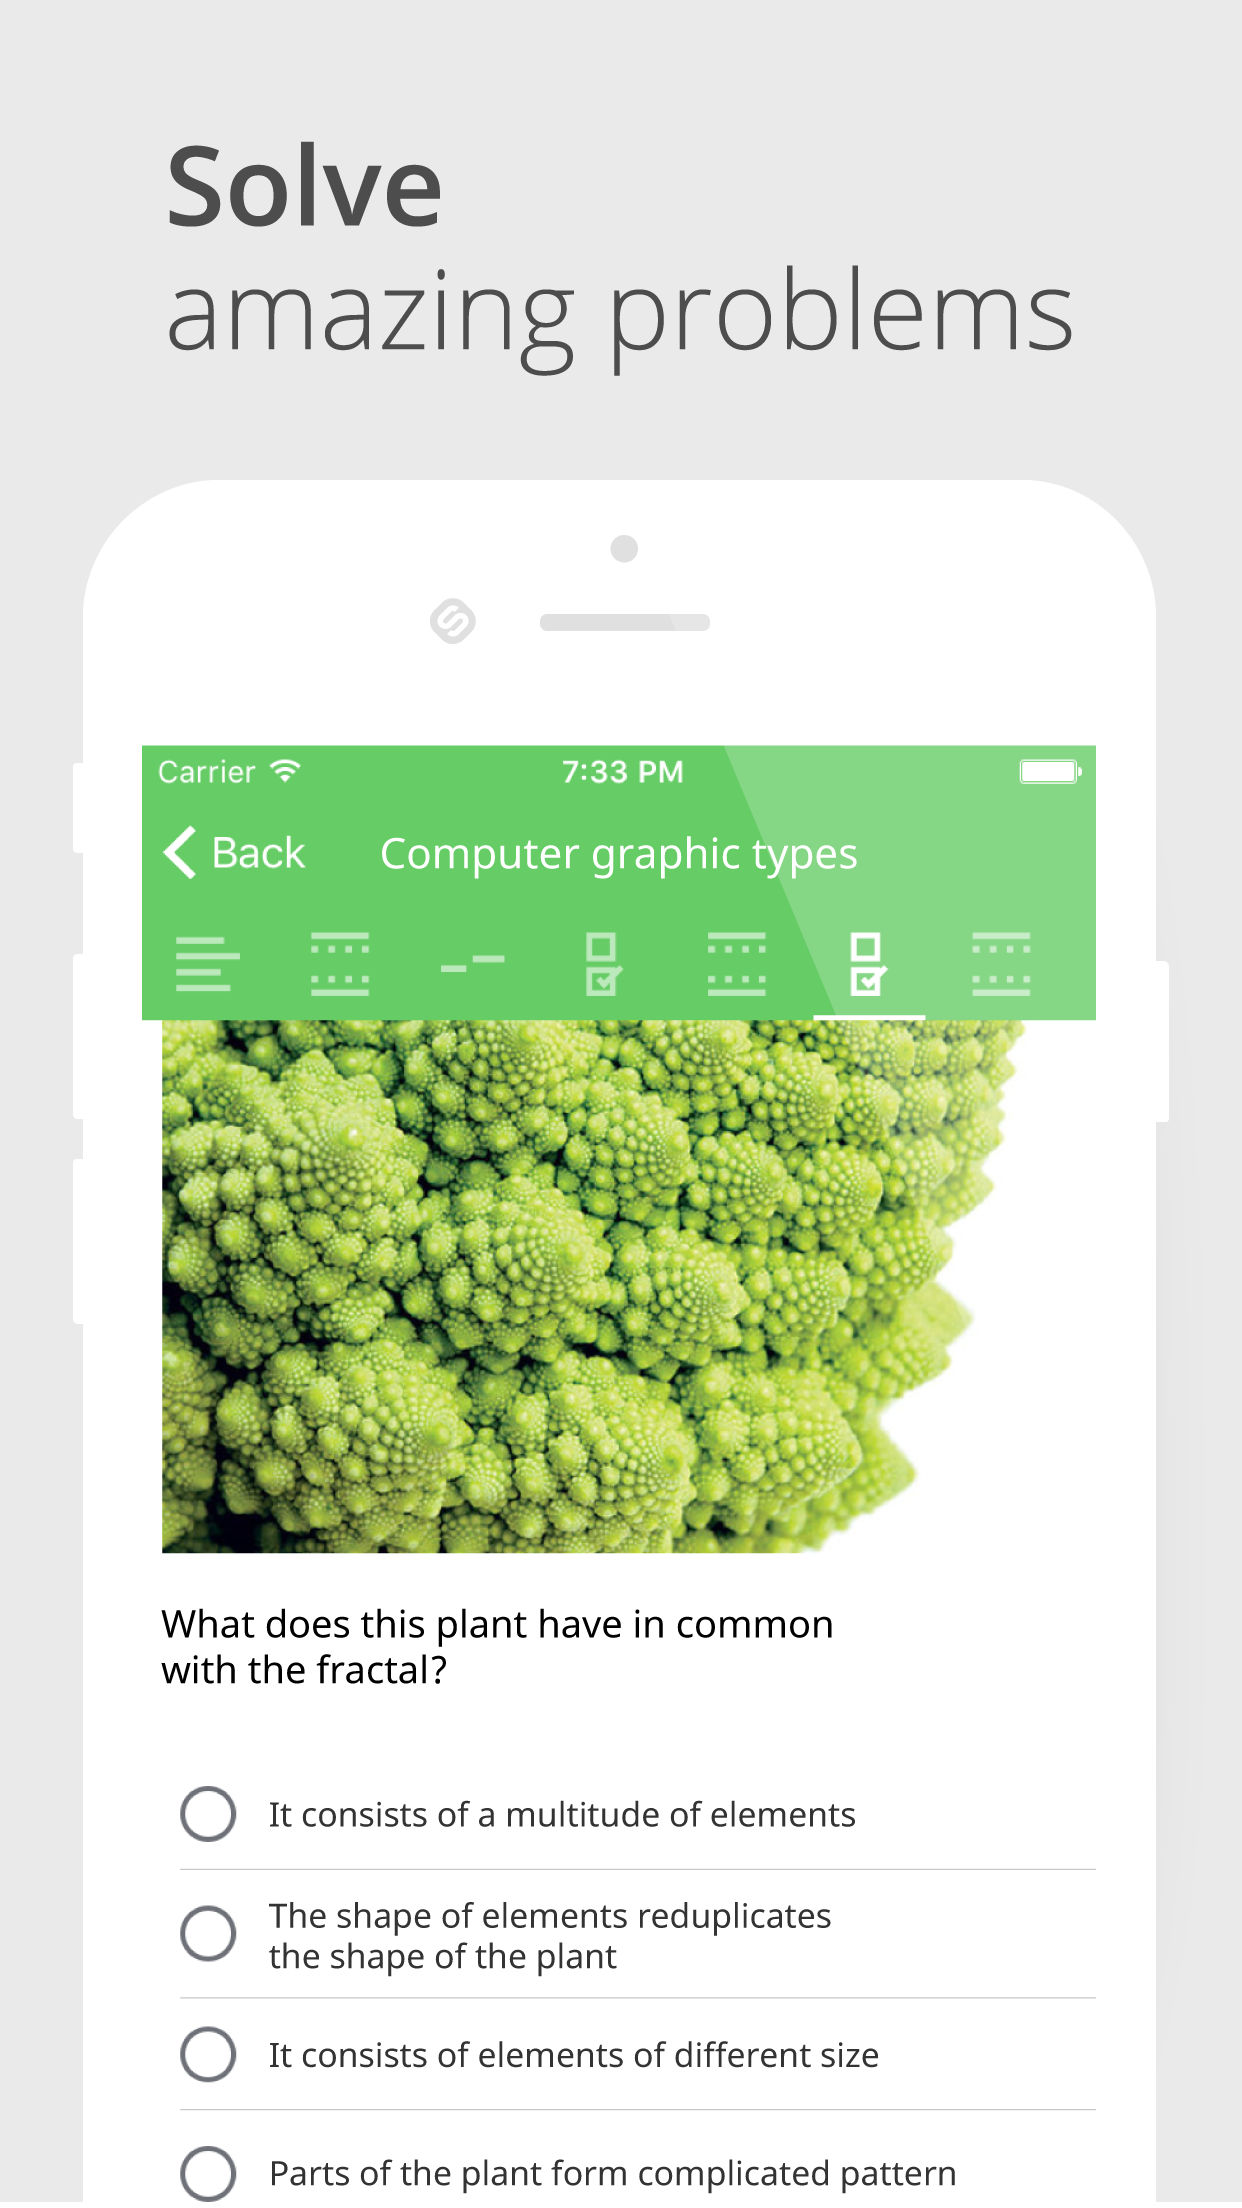 Solve
amazing problems
Carrier
7:33 PM
Back
Computer graphic types
What does this plant have in common
with the fractal?
It consists of a multitude of elements
The shape of elements reduplicates
the shape of the plant
It consists of elements of different size
Parts of the plant form complicated pattern